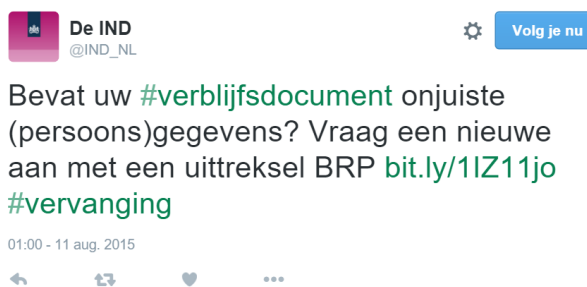 De IND
@IND_NL
Volg je nu
Bevat uw #verblijfsdocument onjuiste
(persoons)gegevens? Vraag een nieuwe
aan met een uittreksel BRP bit.ly/1IZ11jo
#vervanging
01:00 - 11 aug. 2015